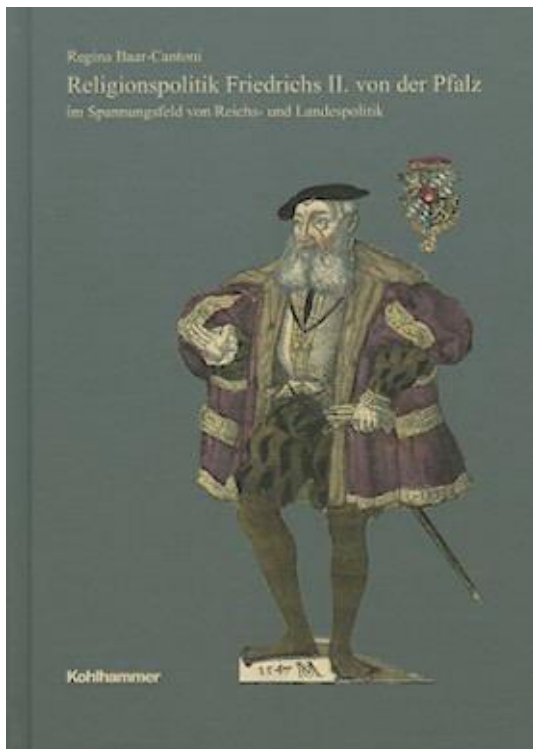 Regina Baar-Cantoni
Religionspolitik Friedrichs II. von der Pfalz
im Spannungsfeld von Reichs- und Landespolitik
1547
Kohlhammer